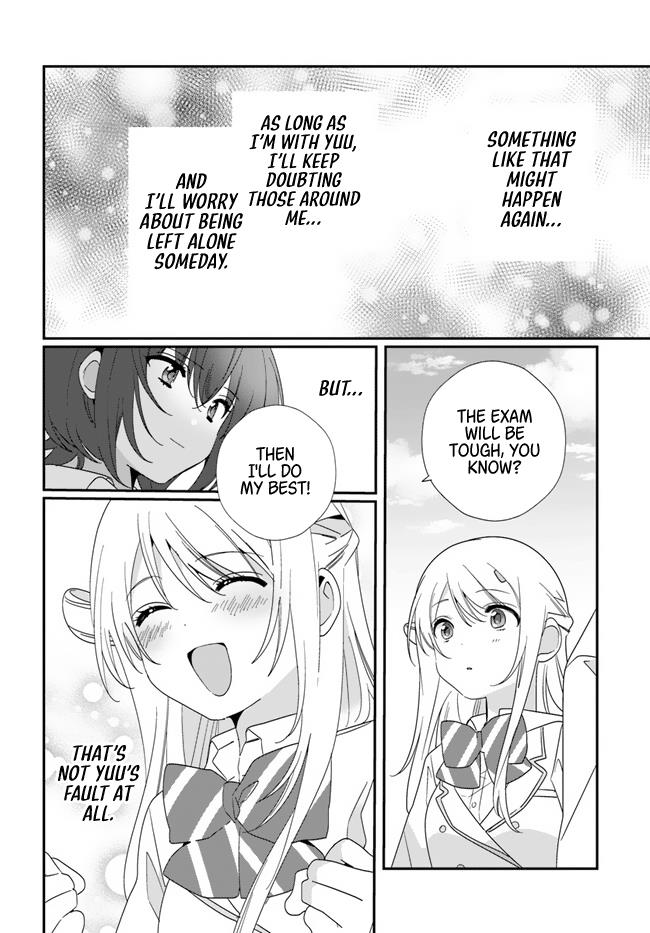 SOMETHING
LIKE THAT
MIGHT
HAPPEN
AGAIN...
AS LONG AS
I'M WITH YUU,
I'LL KEEP
DOUBTING
THOSE AROUND
ME...
AND
I'LL WORRY
ABOUT BEING
LEFT ALONE
SOMEDAY.
THE EXAM
WILL BE
TOUGH, YOU
KNOW?
BUT...
THEN
I'LL DO
MY BEST!
THAT'S
NOT YUU'S
FAULT AT
ALL.